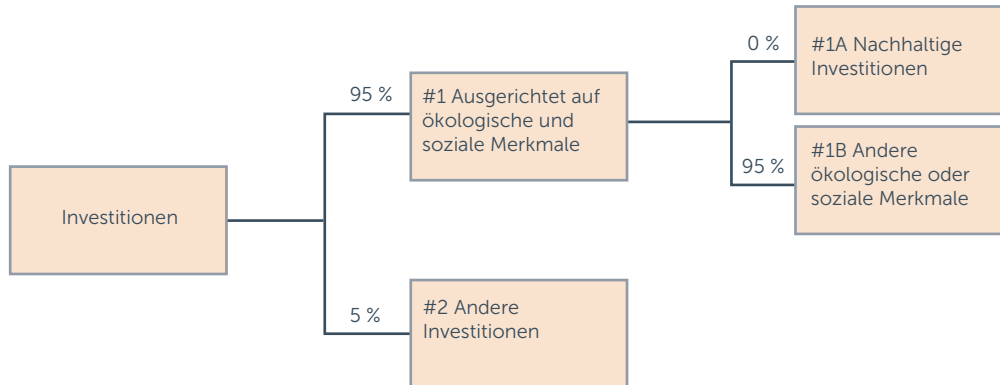 Investitionen
95 %
#1 Ausgerichtet auf
ökologische und
soziale Merkmale
5 %
#2 Andere
Investitionen
0 %
#1A Nachhaltige
Investitionen
95 %
#1B Andere
ökologische oder
soziale Merkmale